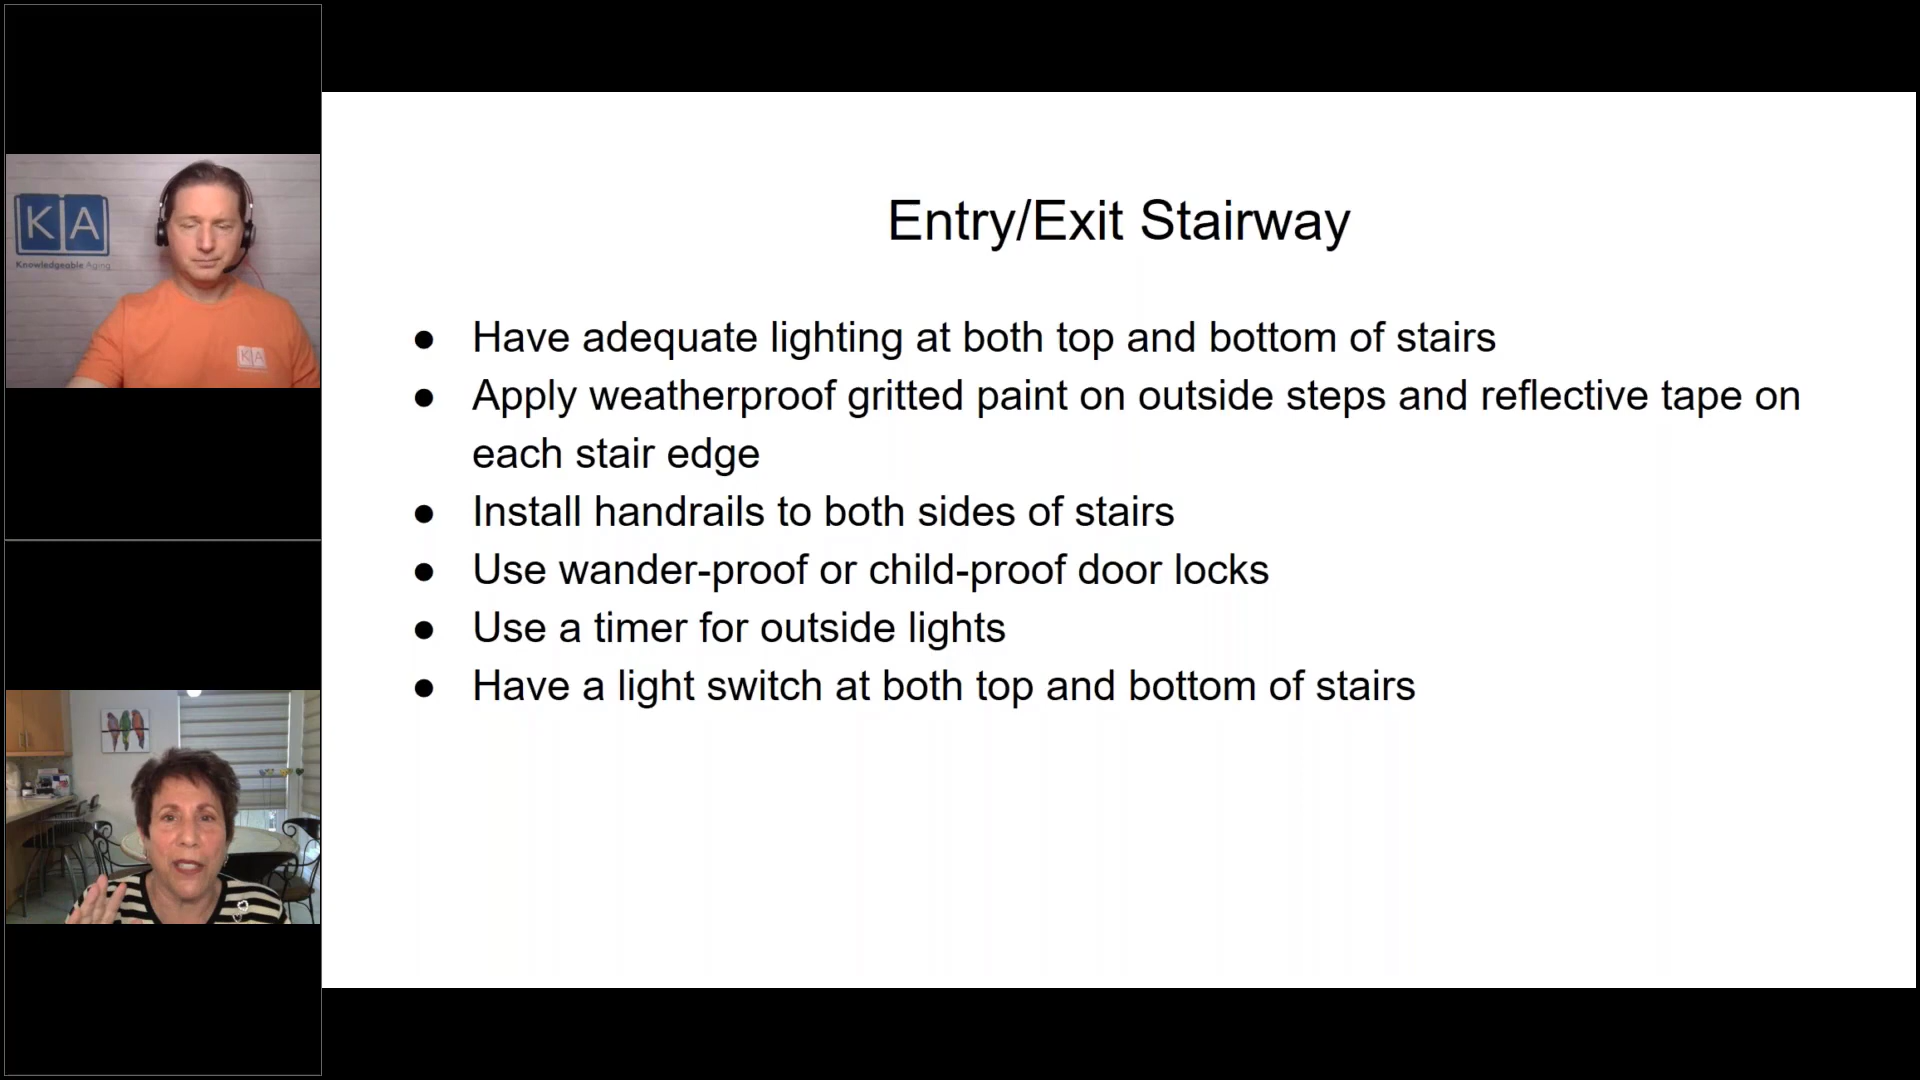 K A
Knowledgeable Aging
K A
Entry/Exit Stairway
● Have adequate lighting at both top and bottom of stairs
● Apply weatherproof gritted paint on outside steps and reflective tape on
each stair edge
● Install handrails to both sides of stairs
● Use wander-proof or child-proof door locks
● Use a timer for outside lights
● Have a light switch at both top and bottom of stairs